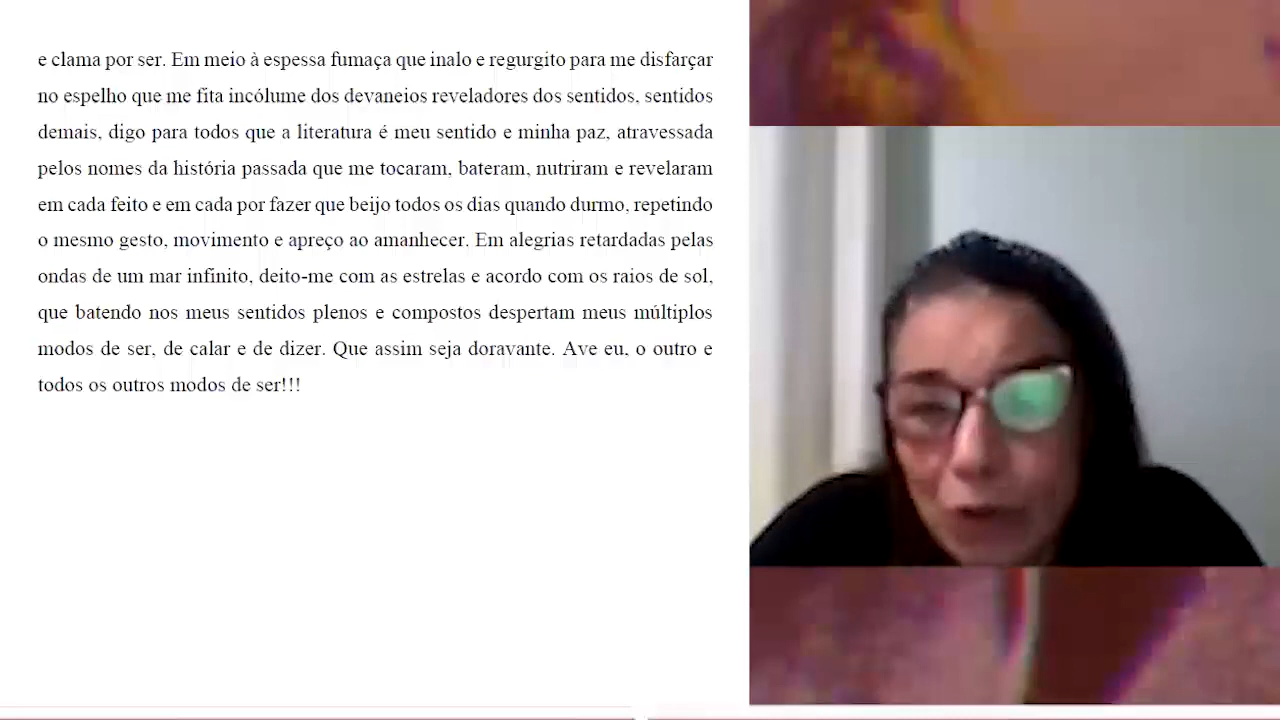 e clama por ser. Em meio à espessa fumaça que inalo e regurgito para me disfarçar
no espelho que me fita incólume dos devaneios reveladores dos sentidos, sentidos
demais, digo para todos que a literatura é meu sentido e minha paz, atravessada
pelos nomes da história passada que me tocaram, bateram, nutriram e revelaram
em cada feito e em cada por fazer que beijo todos os dias quando durmo, repetindo
o mesmo gesto, movimento e apreço ao amanhecer. Em alegrias retardadas pelas
ondas de um mar infinito, deito-me com as estrelas e acordo com os raios de sol,
que batendo nos meus sentidos plenos e compostos despertam meus múltiplos
modos de ser, de calar e de dizer. Que assim seja doravante. Ave eu, o outro e
todos os outros modos de ser!!!